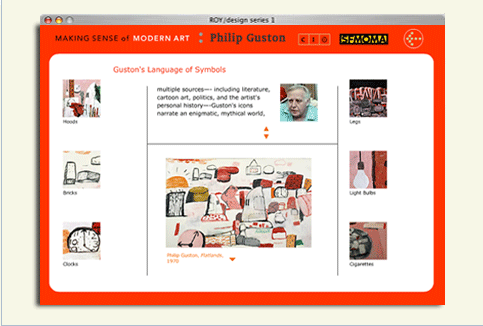 ROY/design series 1
MAKING SENSE of MODERN ART
Philip Guston
SFMOMA
Guston's Language of Symbols
multiple sources—- including literature,
cartoon art, politics, and the artist's
personal history—-Guston's icons
narrate an enigmatic, mythical world,
Hoods
Bricks
Clocks
Legs
Light Bulbs
Cigarettes
Philip Guston, Flatlands,
1970